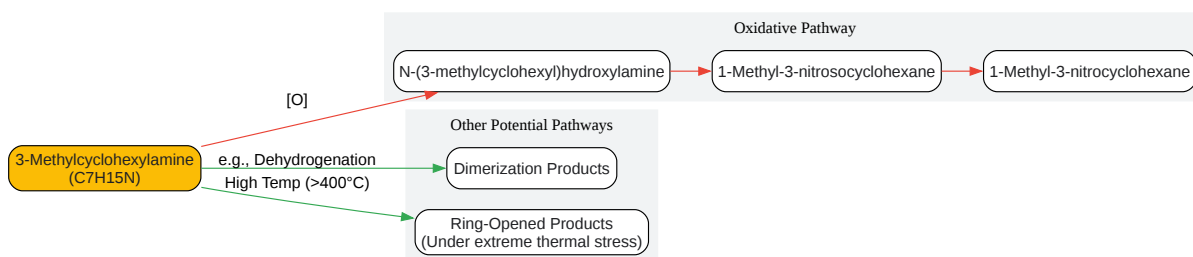 Oxidative Pathway
N-(3-methylcyclohexyl)hydroxylamine
1-Methyl-3-nitrosocyclohexane
1-Methyl-3-nitrocyclohexane
[O]
Other Potential Pathways
3-Methylcyclohexylamine
(C7H15N)
e.g., Dehydrogenation
Dimerization Products
High Temp (>400°C)
Ring-Opened Products
(Under extreme thermal stress)